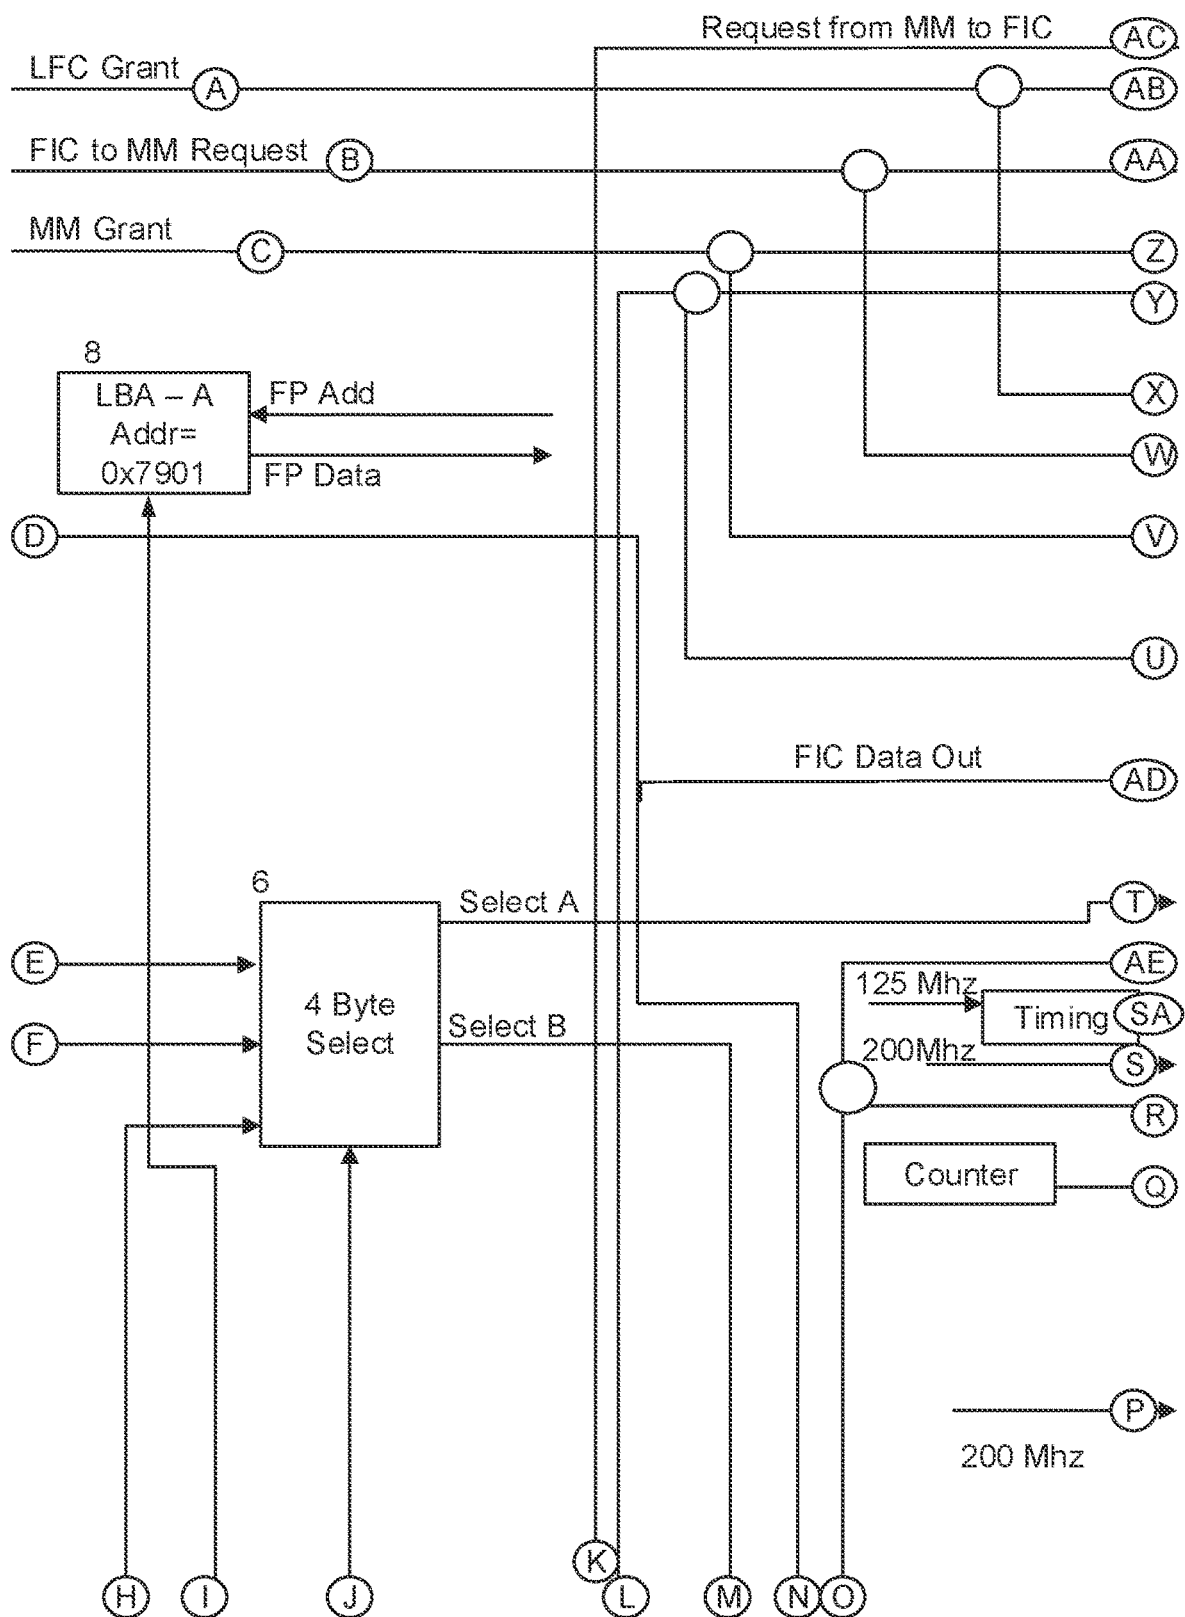 Request from MM to FIC
AC
LFC Grant
A
AB
FIC to MM Request
B
AA
MM Grant
C
Z
Y
8
LBA – A
Addr=
0x7901
FP Add
FP Data
X
W
D
V
U
FIC Data Out
AD
6
Select A
T
E
4 Byte
Select
AE
125 Mhz
Timing
SA
F
Select B
200Mhz
S
R
Counter
Q
P
200 Mhz
K
H
I
J
L
M
N
O